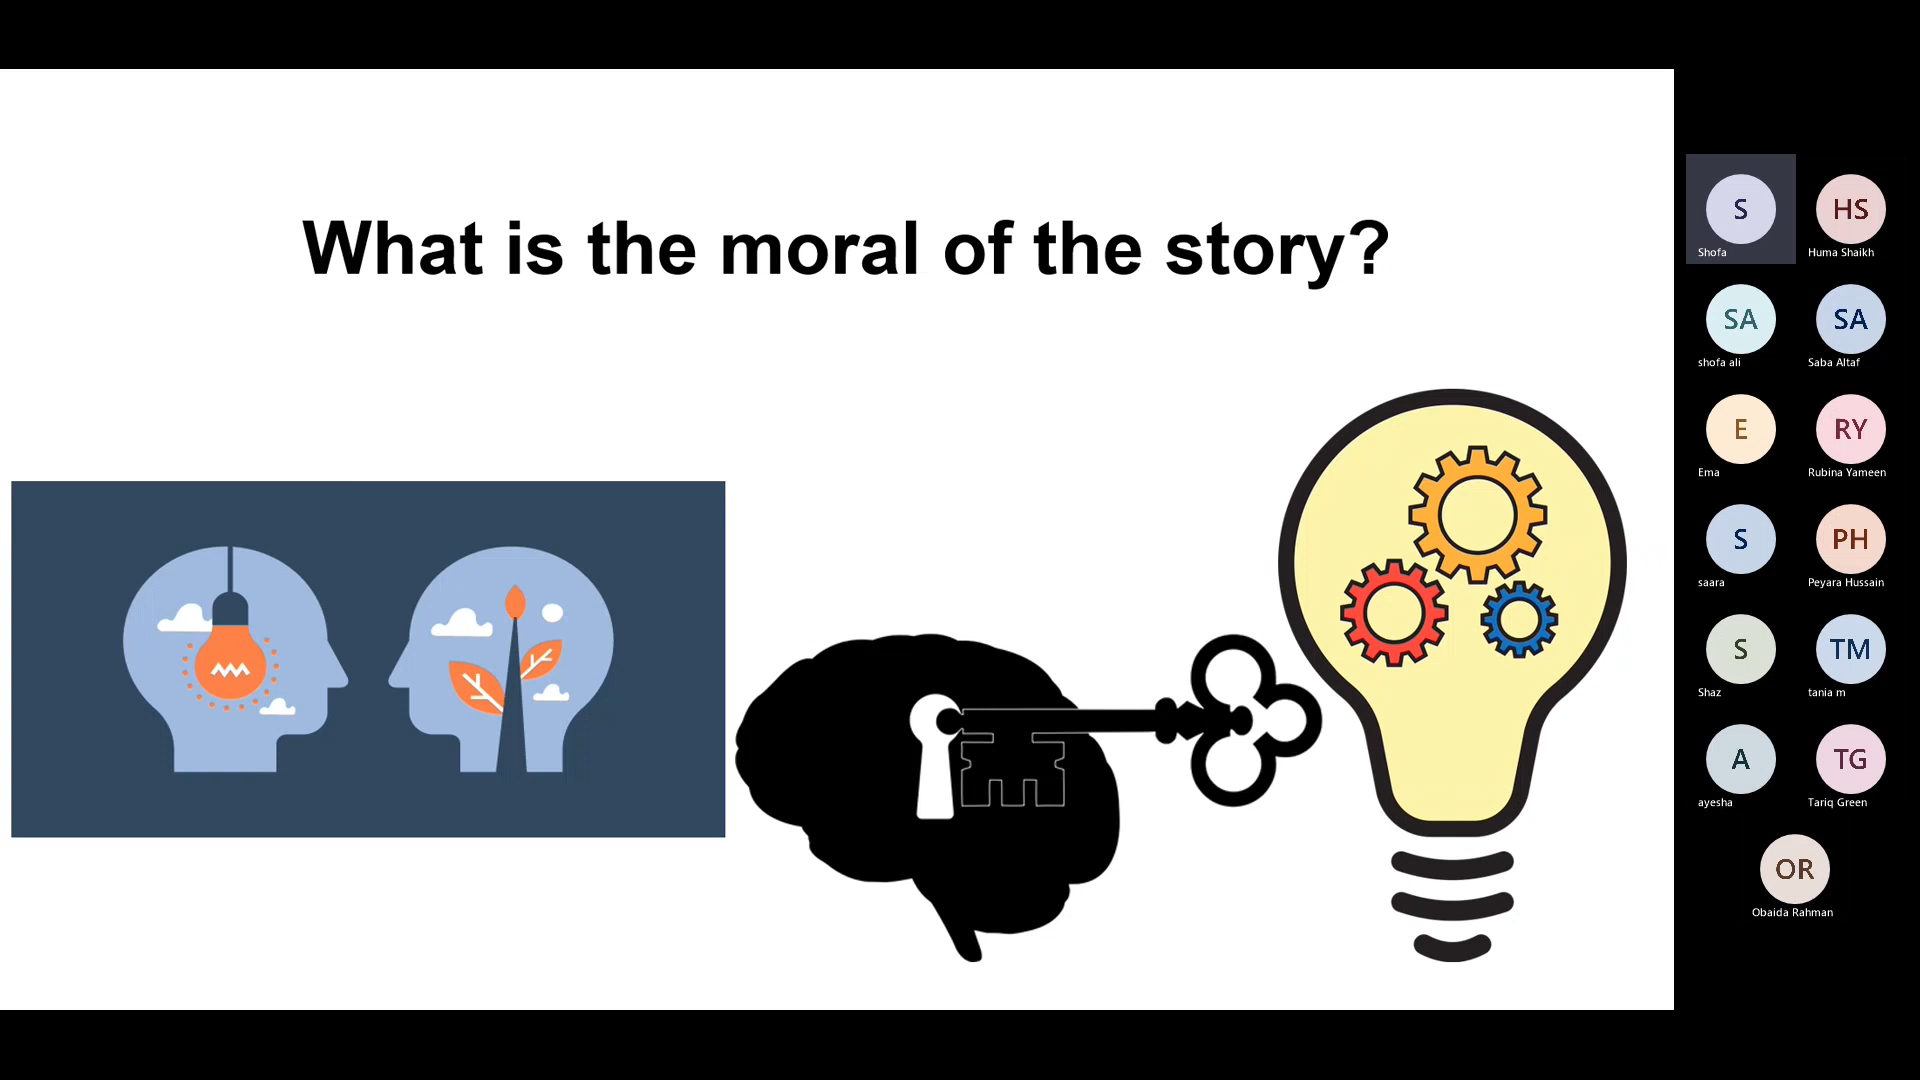 What is the moral of the story?
S
Shofa
HS
Huma Shaikh
SA
shofa ali
SA
Saba Altaf
E
Ema
RY
Rubina Yameen
S
saara
PH
Peyara Hussain
S
Shaz
TM
tania m
A
ayesha
TG
Tariq Green
OR
Obaida Rahman